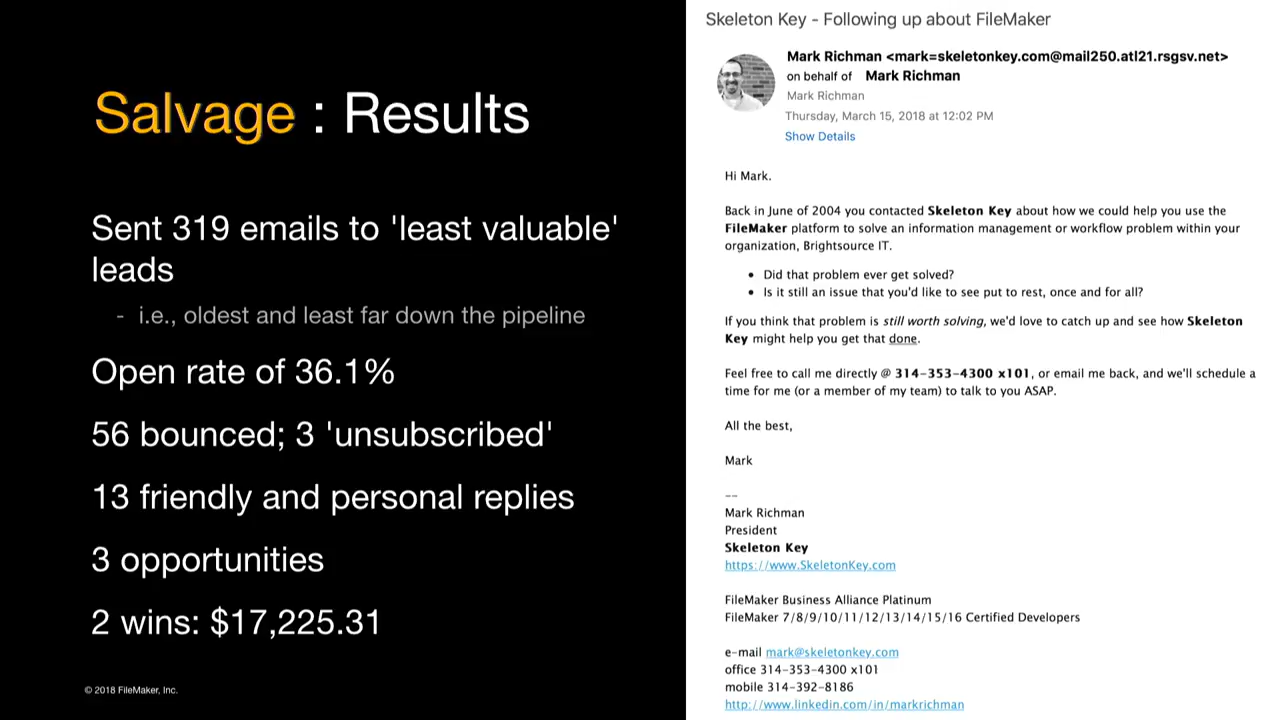 Salvage : Results
Sent 319 emails to 'least valuable'
leads
- i.e., oldest and least far down the pipeline
Open rate of 36.1%
56 bounced; 3 'unsubscribed'
13 friendly and personal replies
3 opportunities
2 wins: $17,225.31
© 2018 FileMaker, Inc.
Skeleton Key - Following up about FileMaker
Mark Richman <mark=skeletonkey.com@mail250.atl21.rsgsv.net>
on behalf of Mark Richman
Mark Richman
Thursday, March 15, 2018 at 12:02 PM
Show Details
Hi Mark.
Back in June of 2004 you contacted Skeleton Key about how we could help you use the
FileMaker platform to solve an information management or workflow problem within your
organization, Brightsource IT.
• Did that problem ever get solved?
• Is it still an issue that you'd like to see put to rest, once and for all?
If you think that problem is still worth solving, we'd love to catch up and see how Skeleton
Key might help you get that done.
Feel free to call me directly @ 314-353-4300 x101, or email me back, and we'll schedule a
time for me (or a member of my team) to talk to you ASAP.
All the best,
Mark
--
Mark Richman
President
Skeleton Key
https://www.SkeletonKey.com
FileMaker Business Alliance Platinum
FileMaker 7/8/9/10/11/12/13/14/15/16 Certified Developers
e-mail mark@skeletonkey.com
office 314-353-4300 x101
mobile 314-392-8186
http://www.linkedin.com/in/markrichman